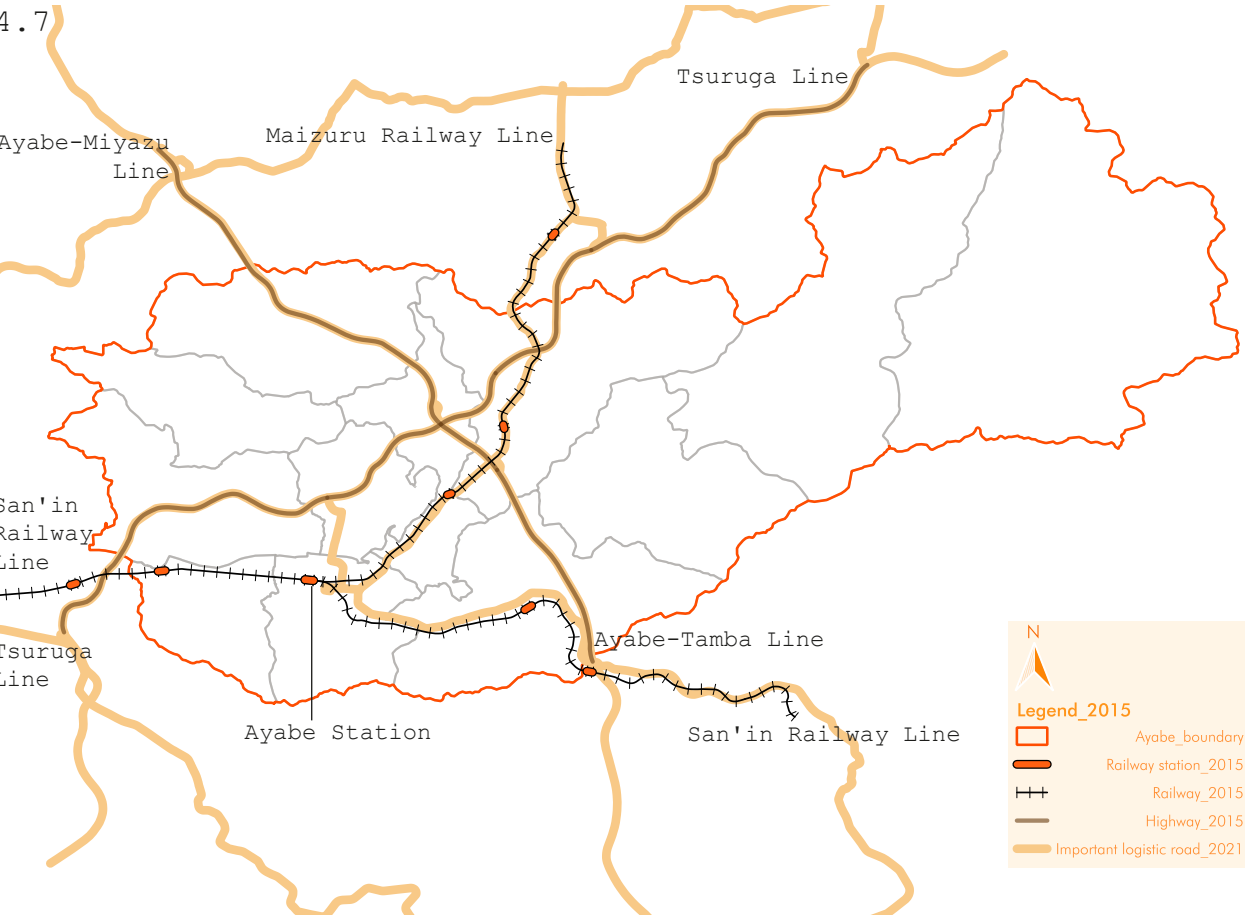 4.7
Tsuruga Line
Maizuru Railway Line
Ayabe-Miyazu
Line
San'in
Railway
Line
Tsuruga
Line
Ayabe-Tamba Line
Ayabe Station
San'in Railway Line
N
Legend_2015
Ayabe_boundary
Railway station_2015
Railway_2015
Highway_2015
Important logistic road_2021